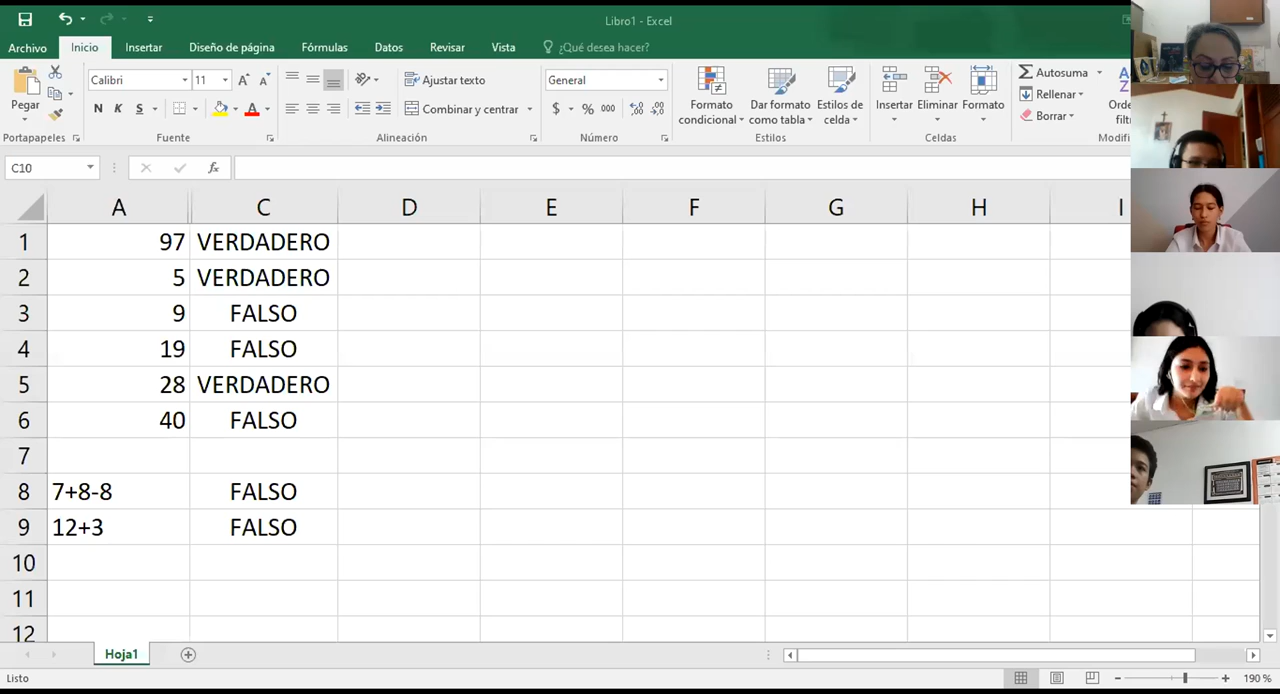 Libro1 - Excel
Archivo Inicio Insertar Diseño de página Fórmulas Datos Revisar Vista ¿Qué desea hacer?
Calibri 11 Ajustar texto General Autosuma
Pegar N K S A Combinar y centrar $ % 000 Formato condicional Dar formato como tabla Estilos de celda Insertar Eliminar Formato Rellenar Borrar
Portapapeles Fuente Alineación Número Estilos Celdas
C10 fx
A C D E F G H I
1 97 VERDADERO
2 5 VERDADERO
3 9 FALSO
4 19 FALSO
5 28 VERDADERO
6 40 FALSO
7
8 7+8-8 FALSO
9 12+3 FALSO
10
11
12
Hoja1
Listo 190 %